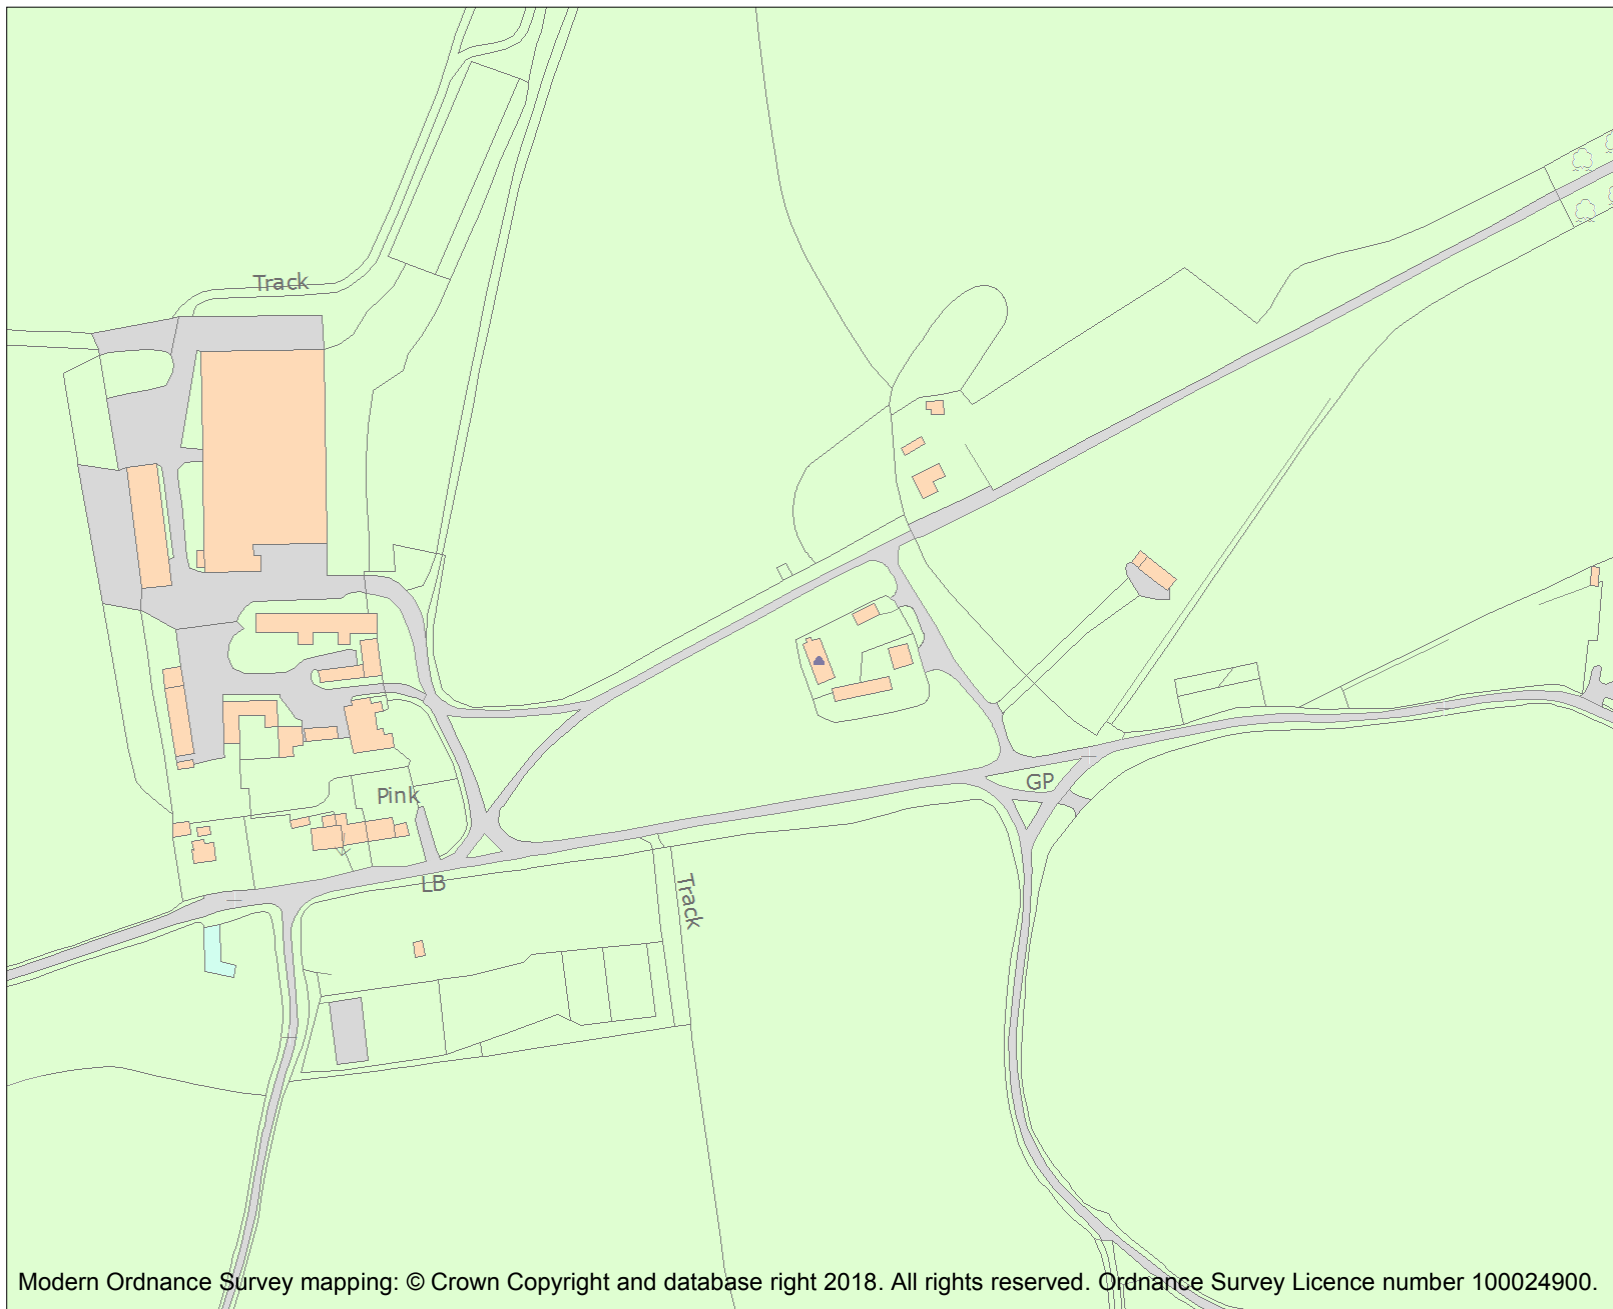 Track
Pink
GP
LB
Track
Modern Ordnance Survey mapping: © Crown Copyright and database right 2018. All rights reserved. Ordnance Survey Licence number 100024900.